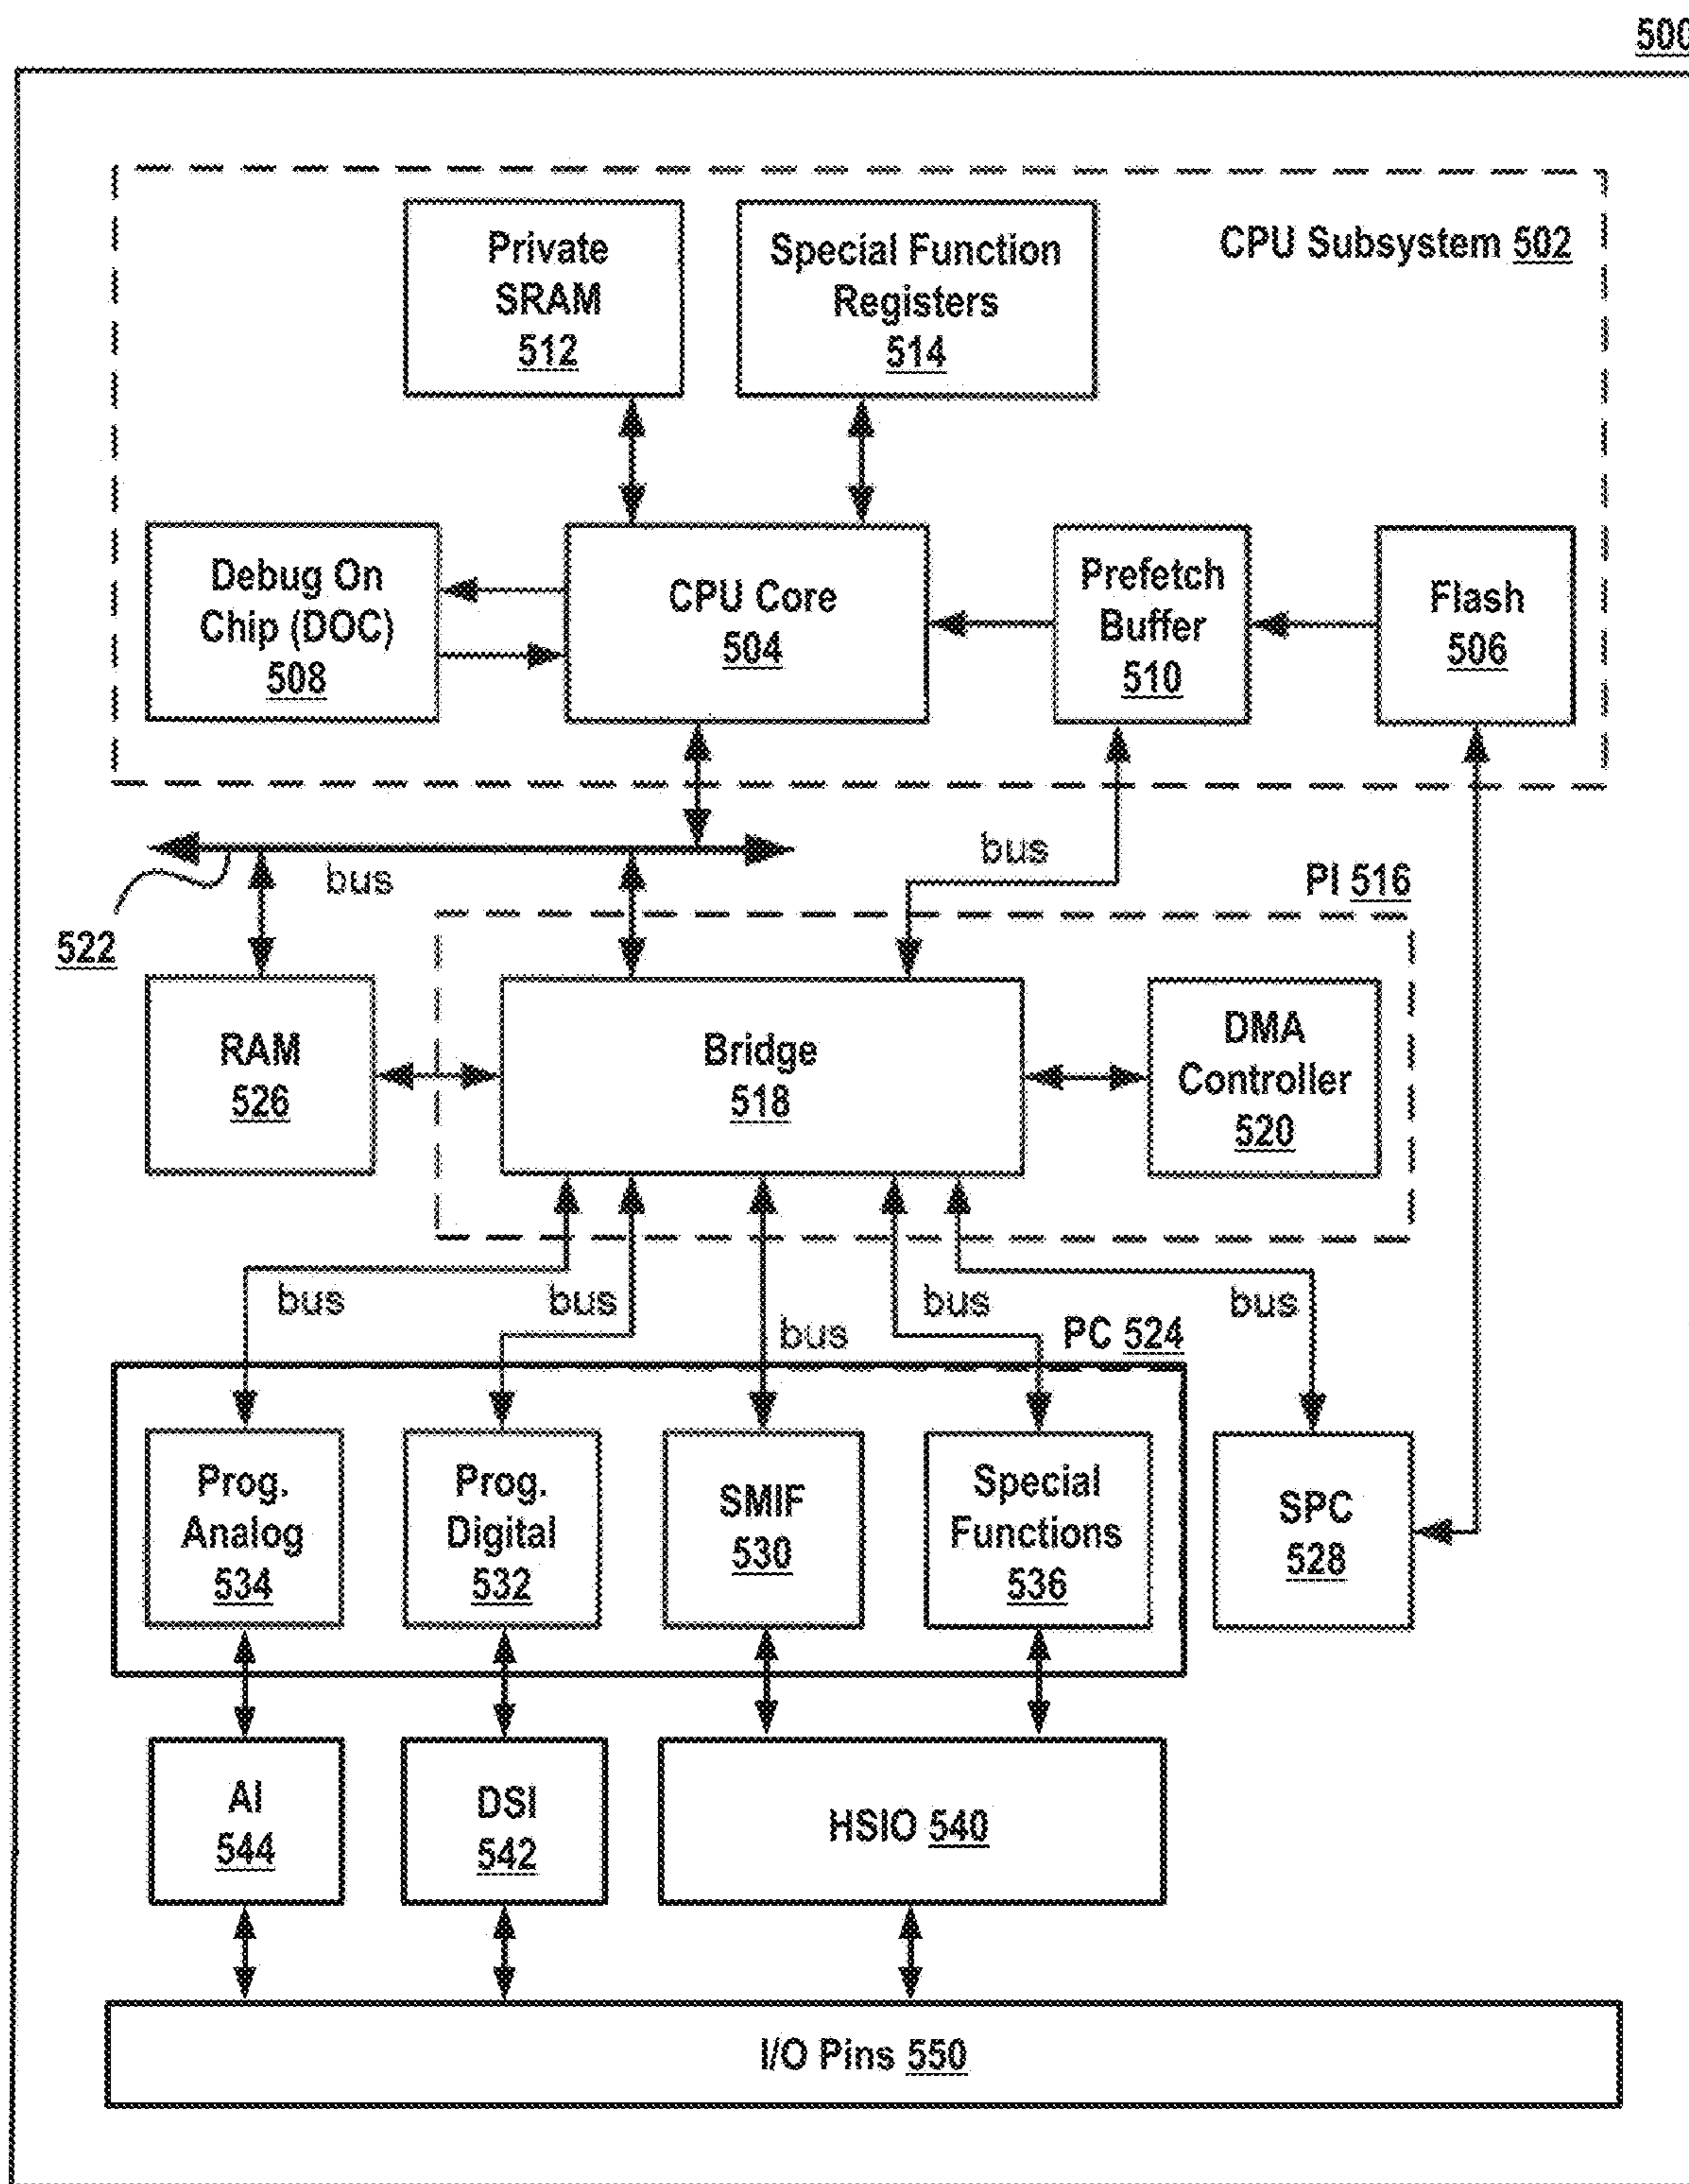 500
Private
SRAM
512
Special Function
Registers
514
CPU Subsystem 502
Debug On
Chip (DOC)
508
CPU Core
504
Prefetch
Buffer
510
Flash
506
bus
bus
PI 516
522
RAM
526
Bridge
518
DMA
Controller
520
bus
bus
bus
bus
bus
PC 524
Prog.
Analog
534
Prog.
Digital
532
SMIF
530
Special
Functions
536
SPC
528
AI
544
DSI
542
HSIO 540
I/O Pins 550